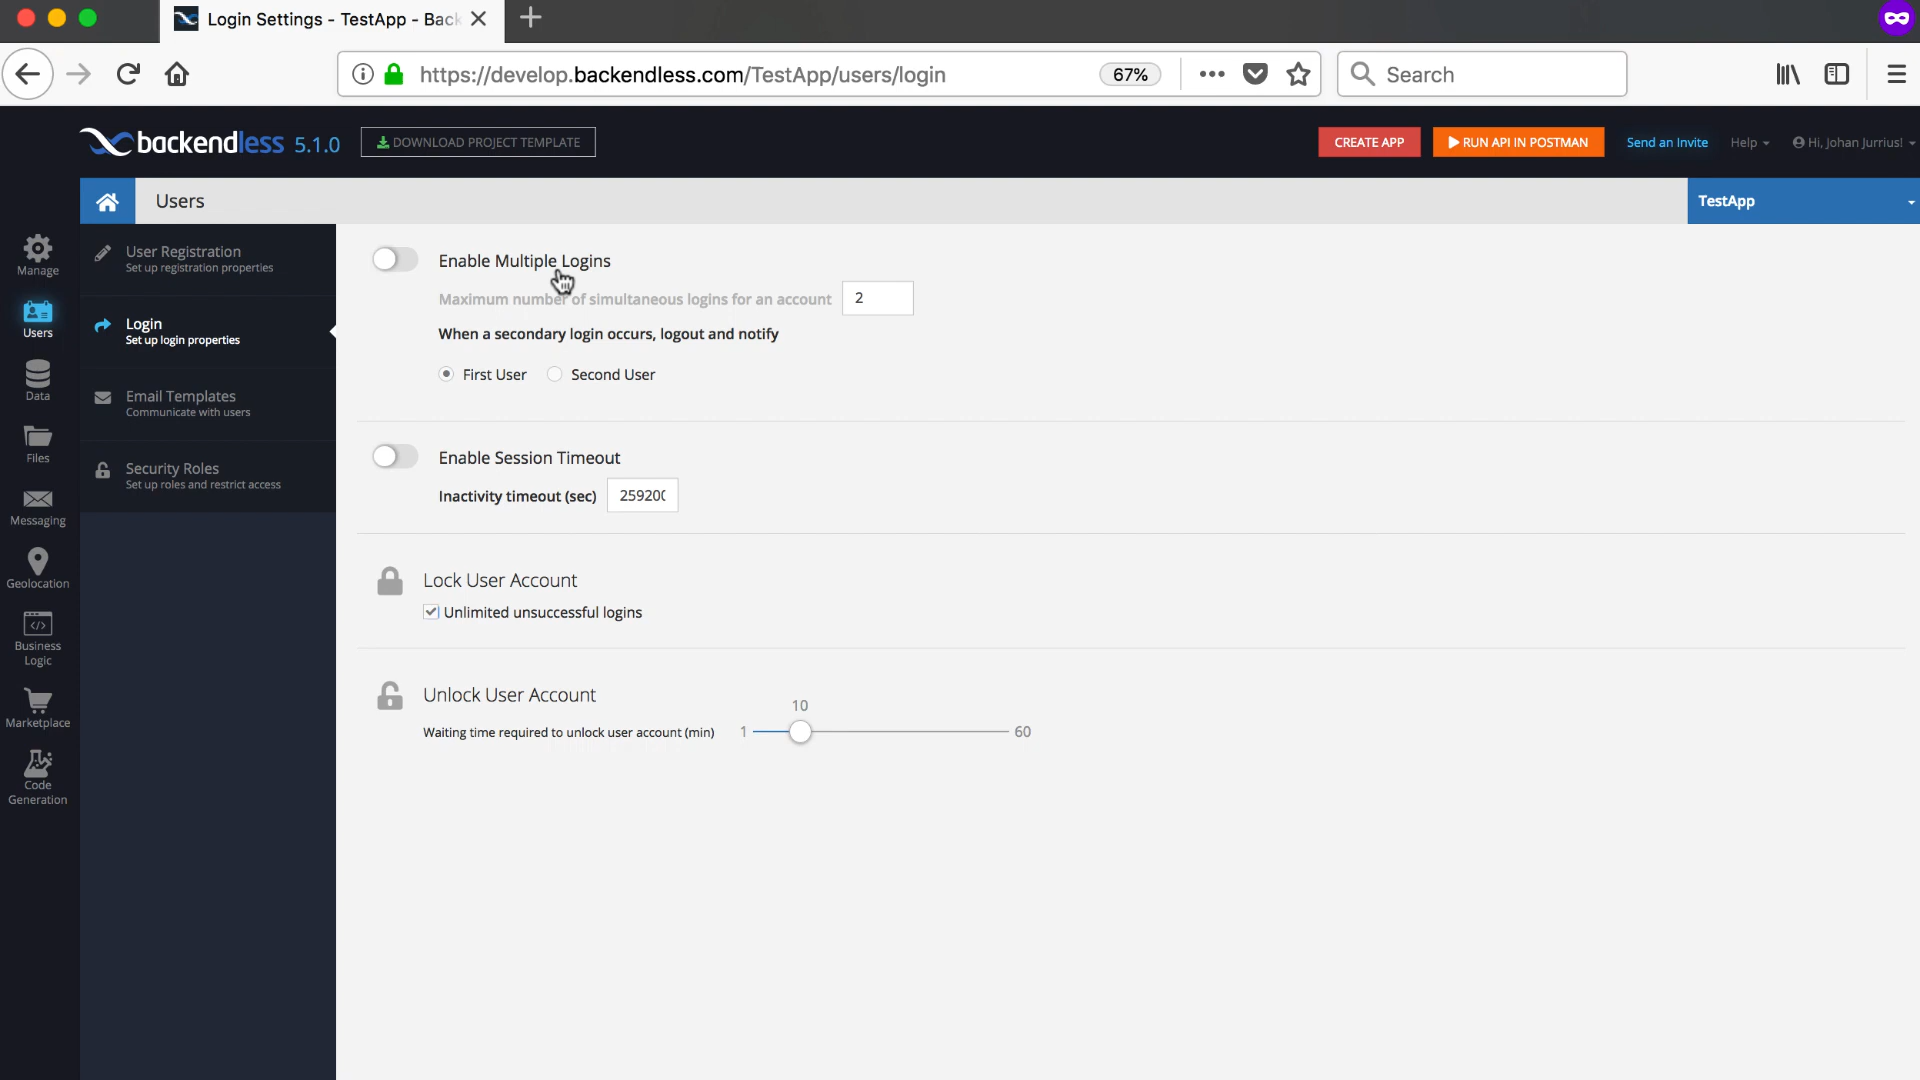 Login Settings - TestApp - Back
https://develop.backendless.com/TestApp/users/login
67%
Search
backendless 5.1.0
DOWNLOAD PROJECT TEMPLATE
CREATE APP
RUN API IN POSTMAN
Send an Invite
Help
Hi, Johan Jurrius!
Users
TestApp
Manage
Users
Data
Files
Messaging
Geolocation
Business
Logic
Marketplace
Code
Generation
User Registration
Set up registration properties
Login
Set up login properties
Email Templates
Communicate with users
Security Roles
Set up roles and restrict access
Enable Multiple Logins
Maximum number of simultaneous logins for an account 2
When a secondary login occurs, logout and notify
First User Second User
Enable Session Timeout
Inactivity timeout (sec) 259200
Lock User Account
Unlimited unsuccessful logins
Unlock User Account
10
Waiting time required to unlock user account (min) 1 60